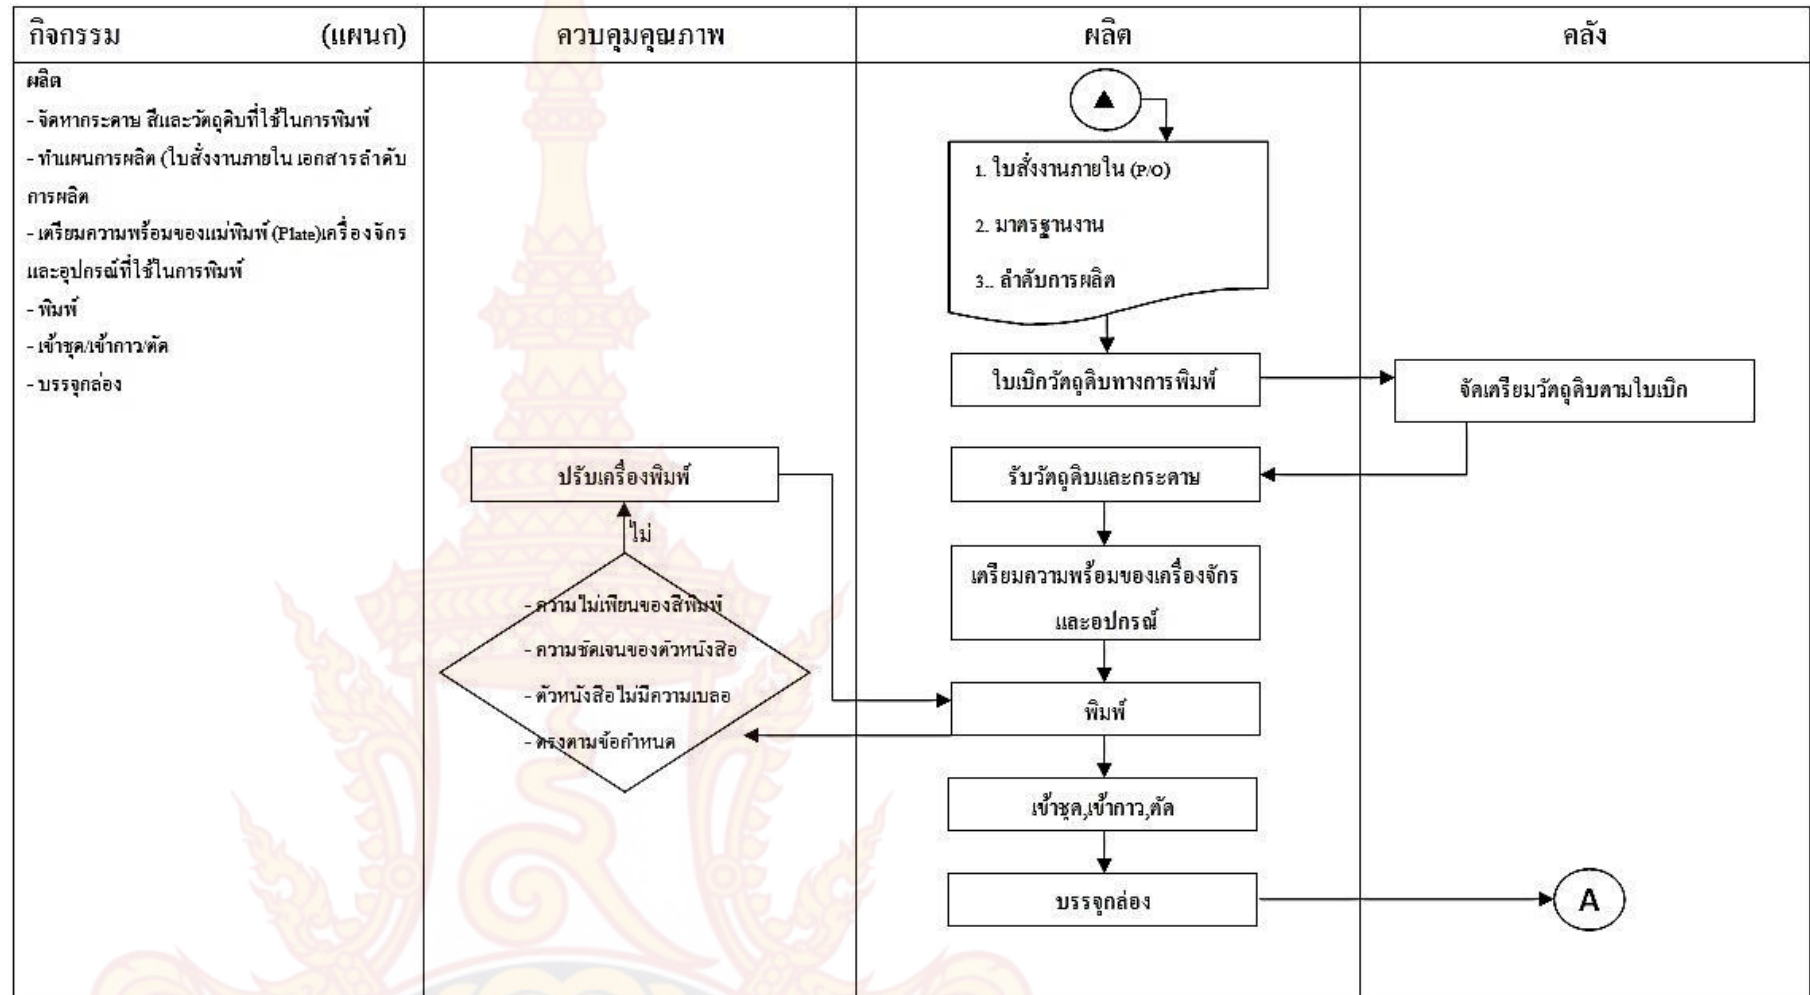 กิจกรรม (แผนก)
ควบคุมคุณภาพ
ผลิต
คลัง
ผลิต
- จัดหากระดาษ สีและวัตถุดิบที่ใช้ในการพิมพ์
- ทำแผนการผลิต (ใบสั่งงานภายใน เอกสารลำดับ
การผลิต
- เตรียมความพร้อมของแม่พิมพ์ (Plate)เครื่องจักร
และอุปกรณ์ที่ใช้ในการพิมพ์
- พิมพ์
- เข้าชุด/เข้ากาว/ตัด
- บรรจุกล่อง
▲
1. ใบสั่งงานภายใน (P/O)
2. มาตรฐานงาน
3.. ลำดับการผลิต
ใบเบิกวัตถุดิบทางการพิมพ์
จัดเตรียมวัตถุดิบตามใบเบิก
ปรับเครื่องพิมพ์
รับวัตถุดิบและกระดาษ
ไม่
เตรียมความพร้อมของเครื่องจักร
และอปกรณ์
- ความไม่เพียนของสีพิมพ์
- ความชัดเจนของตัวหนังสือ
- ตัวหนังสือไม่มีความเบลอ
- ตรงตามข้อกำหนด
พิมพ์
เข้าชุด,เข้ากาว,ตัด
บรรจุกล่อง
A